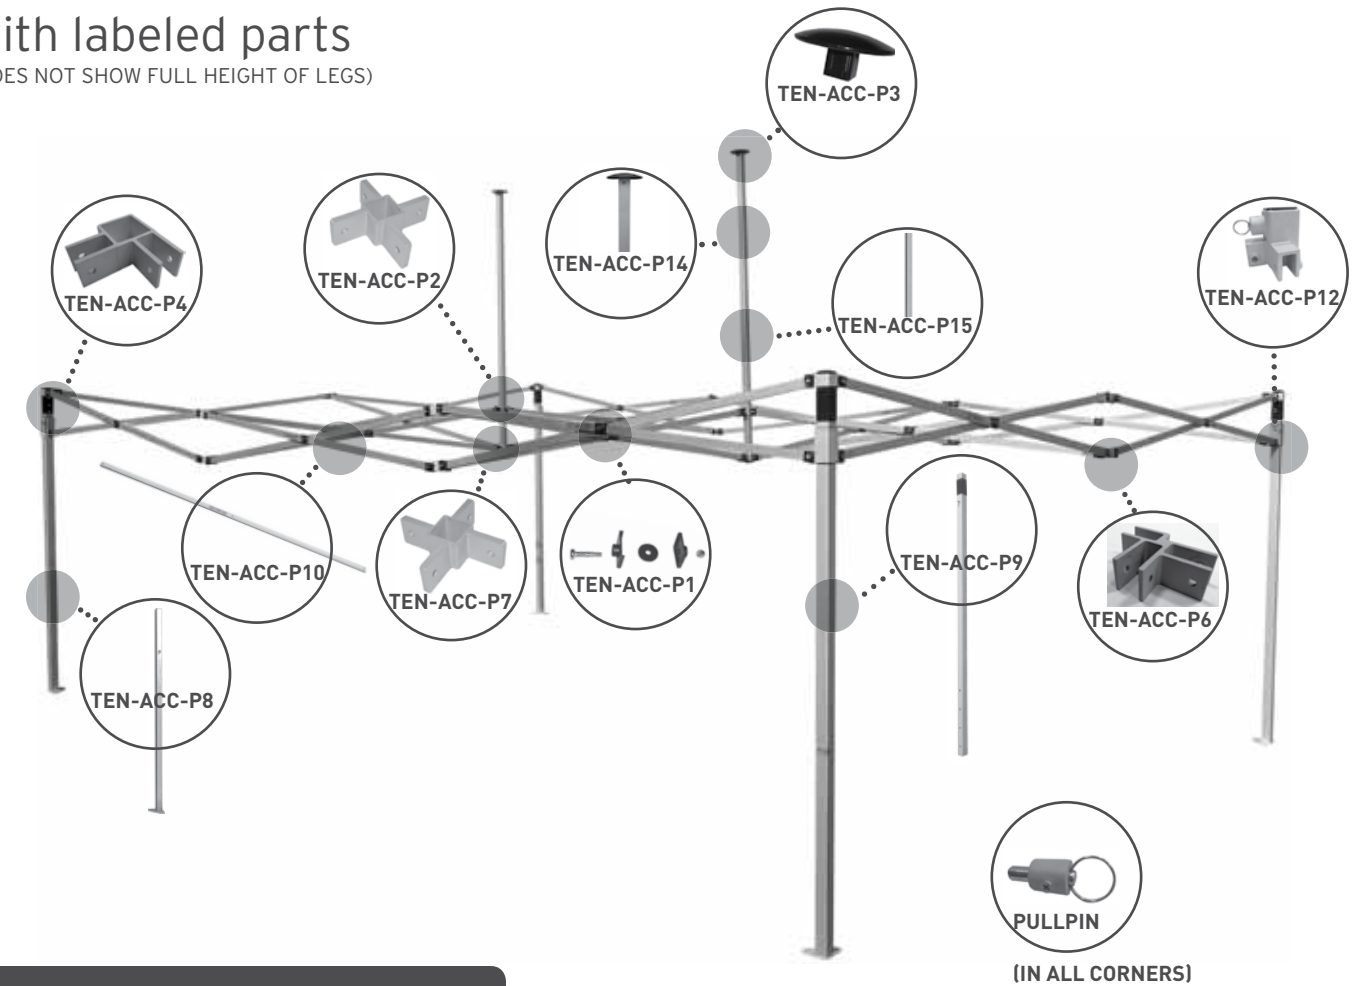 ith labeled parts
OES NOT SHOW FULL HEIGHT OF LEGS)
TEN-ACC-P3
TEN-ACC-P4
TEN-ACC-P2
TEN-ACC-P14
TEN-ACC-P15
TEN-ACC-P12
TEN-ACC-P10
TEN-ACC-P7
TEN-ACC-P1
TEN-ACC-P9
TEN-ACC-P6
TEN-ACC-P8
PULLPIN
(IN ALL CORNERS)